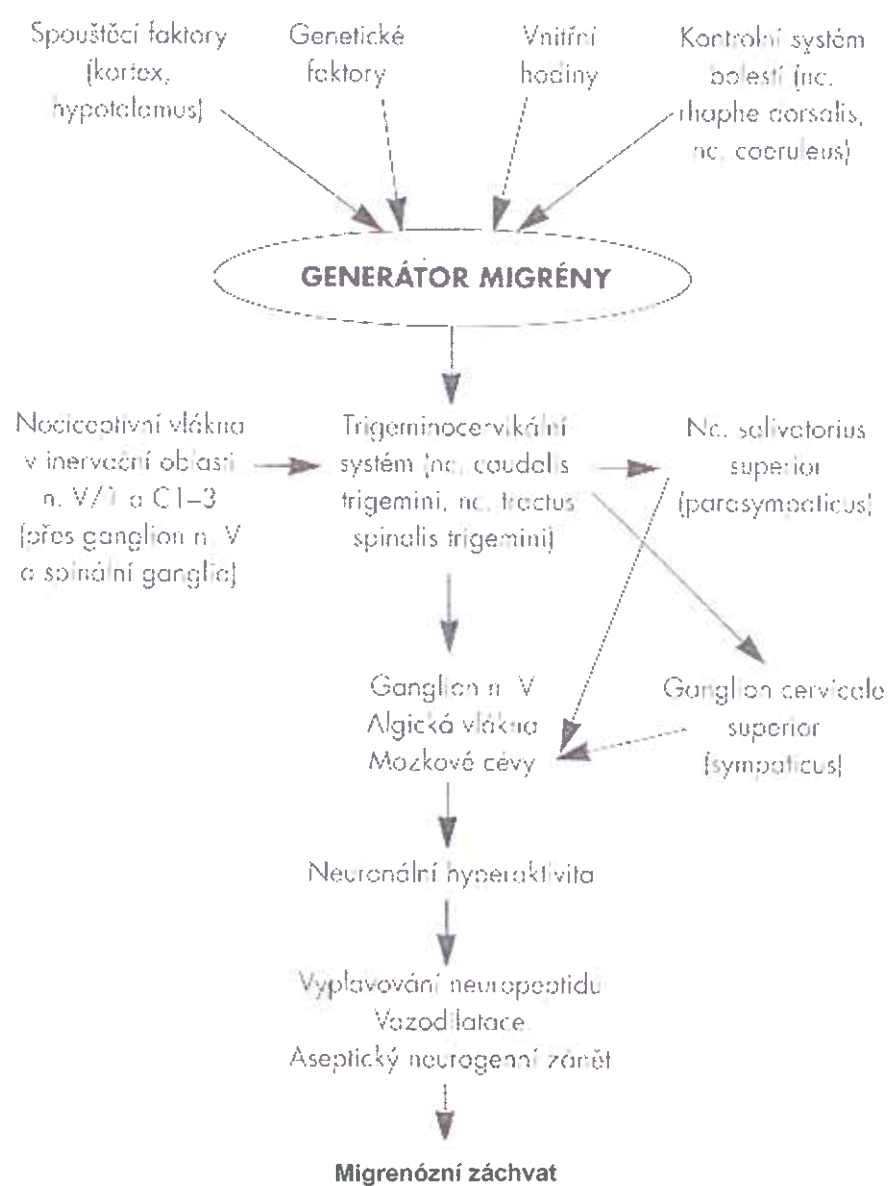 Spouštěcí faktory
(kortex,
hypotalamus)
Genetické
faktory
Vnitřní
hodiny
Kontrolní systém
bolesti (nc.
rhaphe dorsalis,
nc. coeruleus)
GENERÁTOR MIGRÉNY
Nociceptivní vlákna
v inervační oblasti
n. V/1 a C1–3
(přes ganglion n. V
a spinální ganglia)
Trigeminocervikální
systém (nc. caudalis
trigemini, nc. tractus
spinalis trigemini)
Nc. salivatorius
superior
(parasympaticus)
Ganglion n. V
Algická vlákna
Mozkové cévy
Ganglion cervicale
superior
(sympaticus)
Neuronální hyperaktivita
Vyplavování neuropeptidu
Vazodilatace
Aseptický neurogenní zánět
Migrenózní záchvat